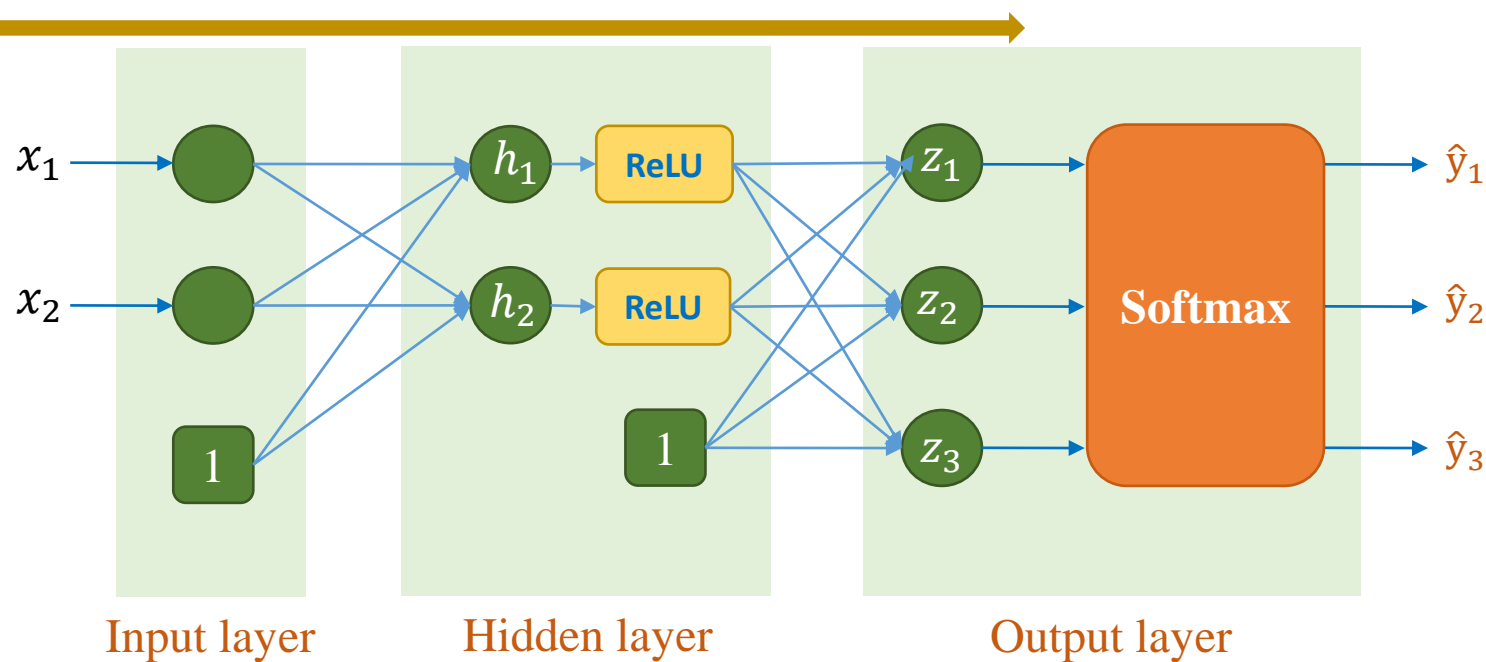 x₁
h₁
ReLU
z₁
ŷ₁
x₂
h₂
ReLU
z₂
Softmax
ŷ₂
1
1
z₃
ŷ₃
Input layer
Hidden layer
Output layer